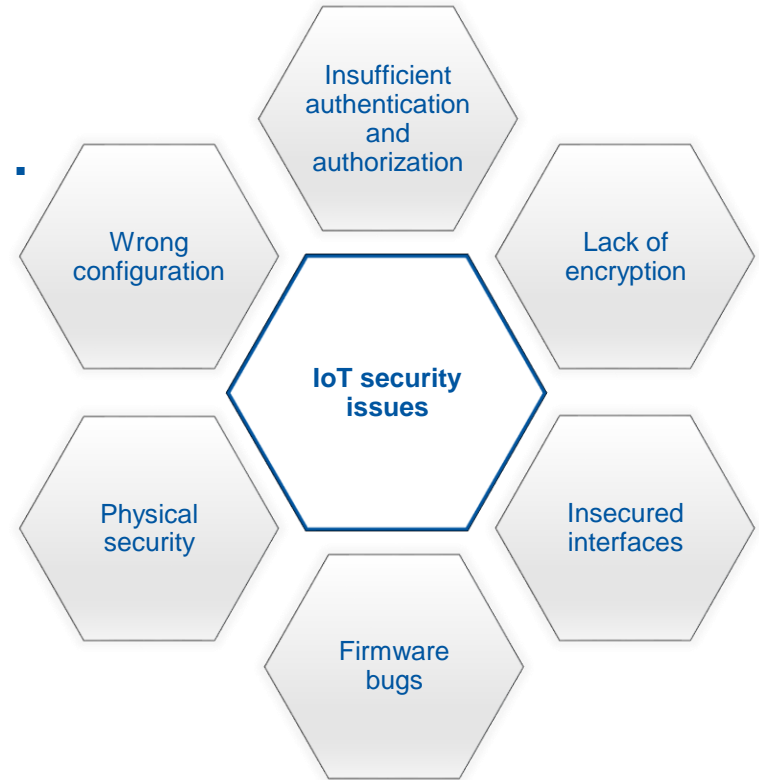 Insufficient
authentication
and
authorization
Wrong
configuration
Lack of
encryption
IoT security
issues
Physical
security
Insecured
interfaces
Firmware
bugs